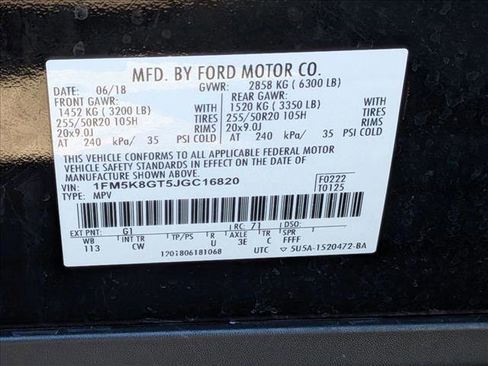 MFD. BY FORD MOTOR CO.
DATE: 06/18 GVWR: 2858 KG ( 6300 LB)
FRONT GAWR: REAR GAWR:
1452 KG ( 3200 LB) WITH 1520 KG ( 3350 LB) WITH
255/50R20 105H TIRES 255/50R20 105H TIRES
20x9.0J RIMS 20x9.0J RIMS
AT 240 kPa/ 35 PSI COLD AT 240 kPa/ 35 PSI COLD
THIS VEHICLE CONFORMS TO ALL APPLICABLE FEDERAL MOTOR
VEHICLE SAFETY STANDARDS IN EFFECT ON THE DATE OF
MANUFACTURE SHOWN ABOVE.
VIN: 1FM5K8GT5JGC16820 F0222
TYPE: MPV T0125
EXT PNT: G1 RC: 71 DSO:
WB INT TR TP/PS R AXLE TR SPR
113 CW U 3E C FFFF
1201806181068 UTC 5U5A-1520472-BA